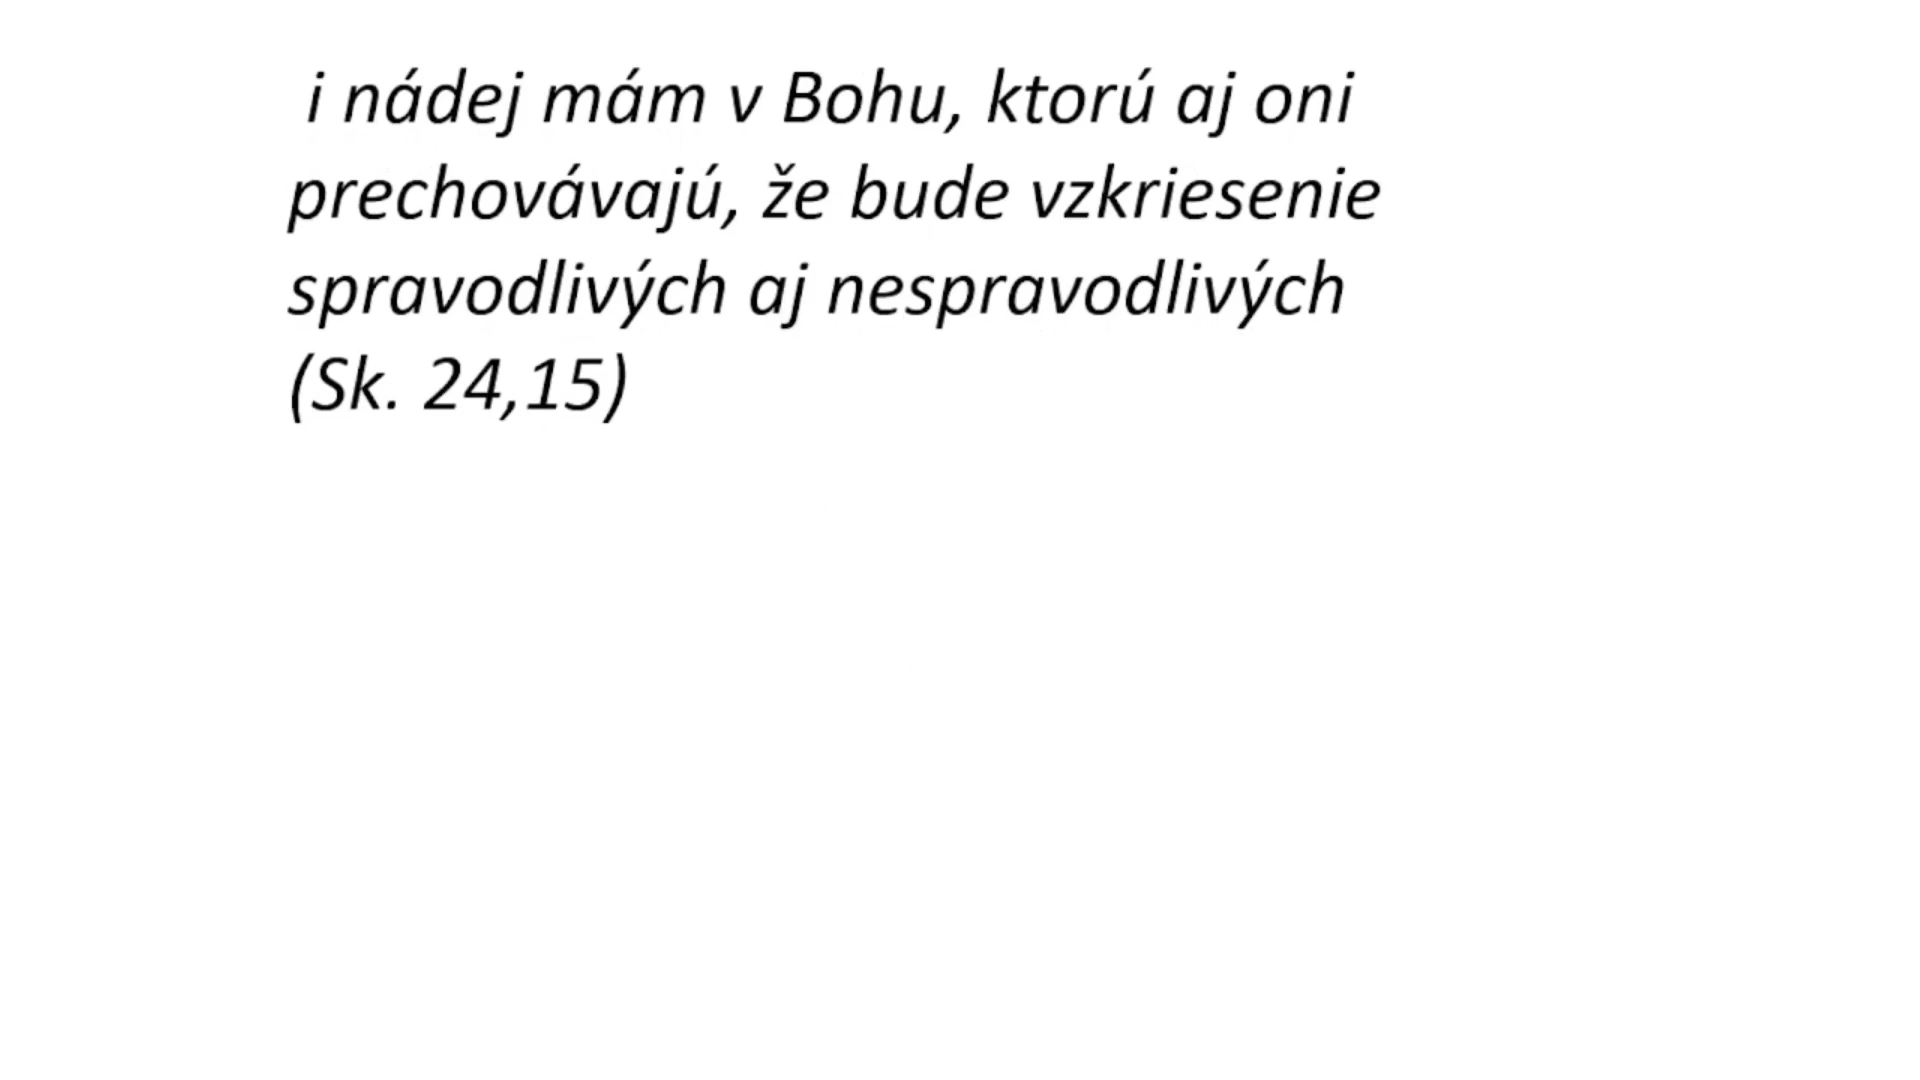 i nádej mám v Bohu, ktorú aj oni
prechovávajú, že bude vzkriesenie
spravodlivých aj nespravodlivých
(Sk. 24,15)